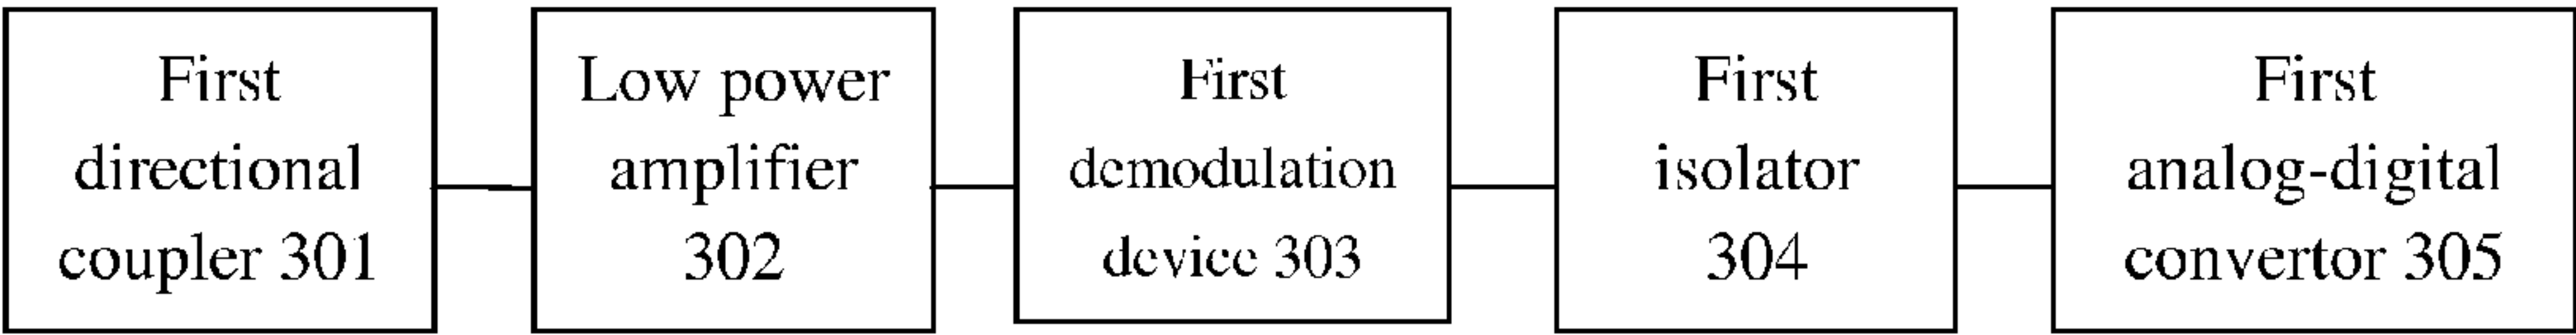 First
directional
coupler 301
Low power
amplifier
302
First
demodulation
device 303
First
isolator
304
First
analog-digital
convertor 305